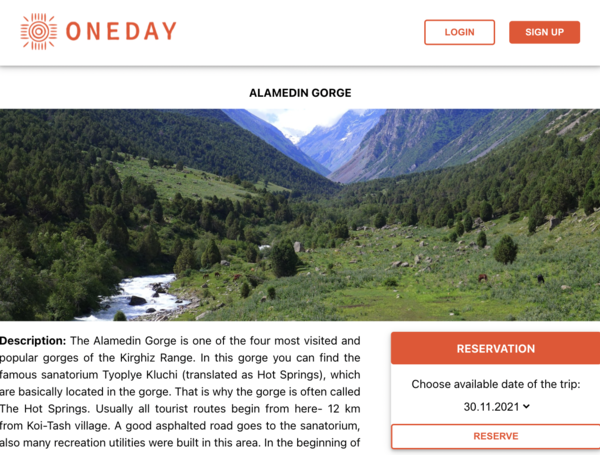 ONEDAY
LOGIN
SIGN UP
ALAMEDIN GORGE
Description: The Alamedin Gorge is one of the four most visited and
popular gorges of the Kirghiz Range. In this gorge you can find the
famous sanatorium Tyoplye Kluchi (translated as Hot Springs), which
are basically located in the gorge. That is why the gorge is often called
The Hot Springs. Usually all tourist routes begin from here- 12 km
from Koi-Tash village. A good asphalted road goes to the sanatorium,
also many recreation utilities were built in this area. In the beginning of
RESERVATION
Choose available date of the trip:
30.11.2021
RESERVE